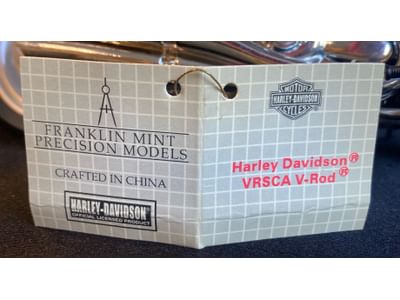 FRANKLIN MINT
PRECISION MODELS
CRAFTED IN CHINA
HARLEY-DAVIDSON
OFFICIAL LICENSED PRODUCT
MOTOR
HARLEY-DAVIDSON
CYCLES
Harley Davidson®
VRSCA V-Rod®